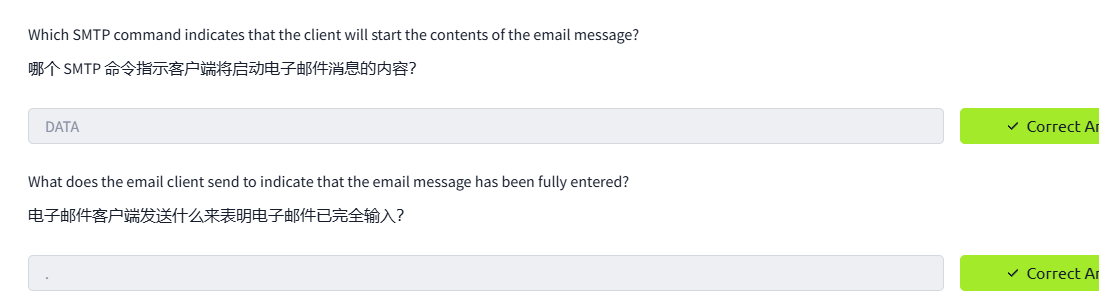 Which SMTP command indicates that the client will start the contents of the email message?
哪个 SMTP 命令指示客户端将启动电子邮件消息的内容？
DATA
✓ Correct Ar
What does the email client send to indicate that the email message has been fully entered?
电子邮件客户端发送什么来表明电子邮件已完全输入？
.
✓ Correct Ar